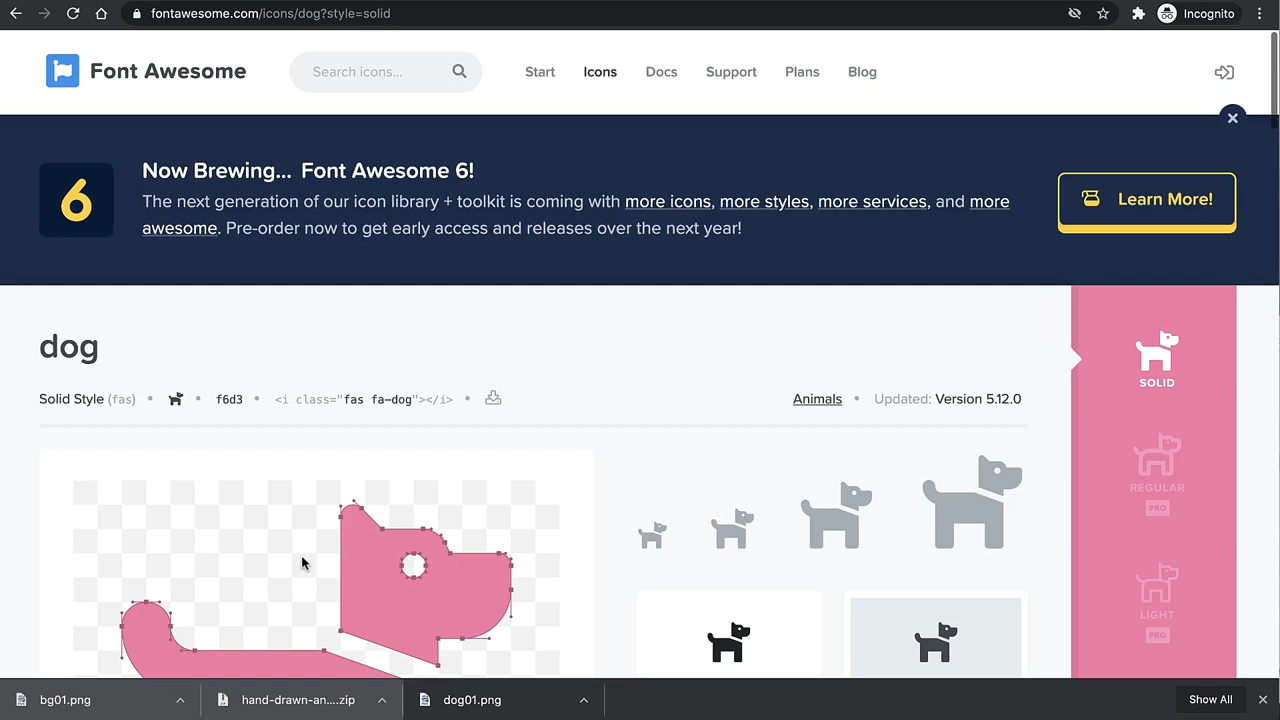 fontawesome.com/icons/dog?style=solid
Incognito
Font Awesome
Search icons...
Start
Icons
Docs
Support
Plans
Blog
6
Now Brewing... Font Awesome 6!
The next generation of our icon library + toolkit is coming with more icons, more styles, more services, and more
awesome. Pre-order now to get early access and releases over the next year!
Learn More!
dog
Solid Style (fas) • • f6d3 • <i class="fas fa-dog"></i> •
Animals • Updated: Version 5.12.0
SOLID
REGULAR
PRO
LIGHT
PRO
bg01.png
hand-drawn-an....zip
dog01.png
Show All